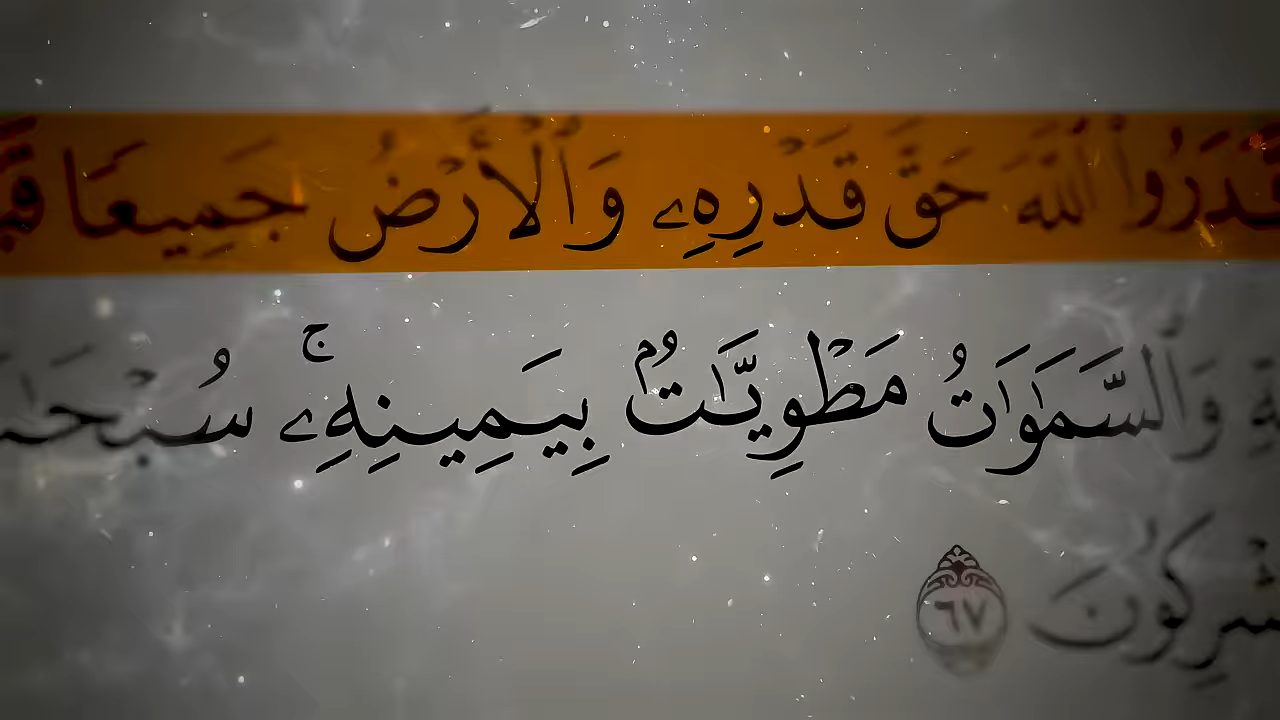 قَدَرُوا۟ ٱللَّهَ حَقَّ قَدْرِهِۦ وَٱلْأَرْضُ جَمِيعًا
وَٱلسَّمَـٰوَٰتُ مَطْوِيَّـٰتٌۢ بِيَمِينِهِۦ ۚ
٦٧